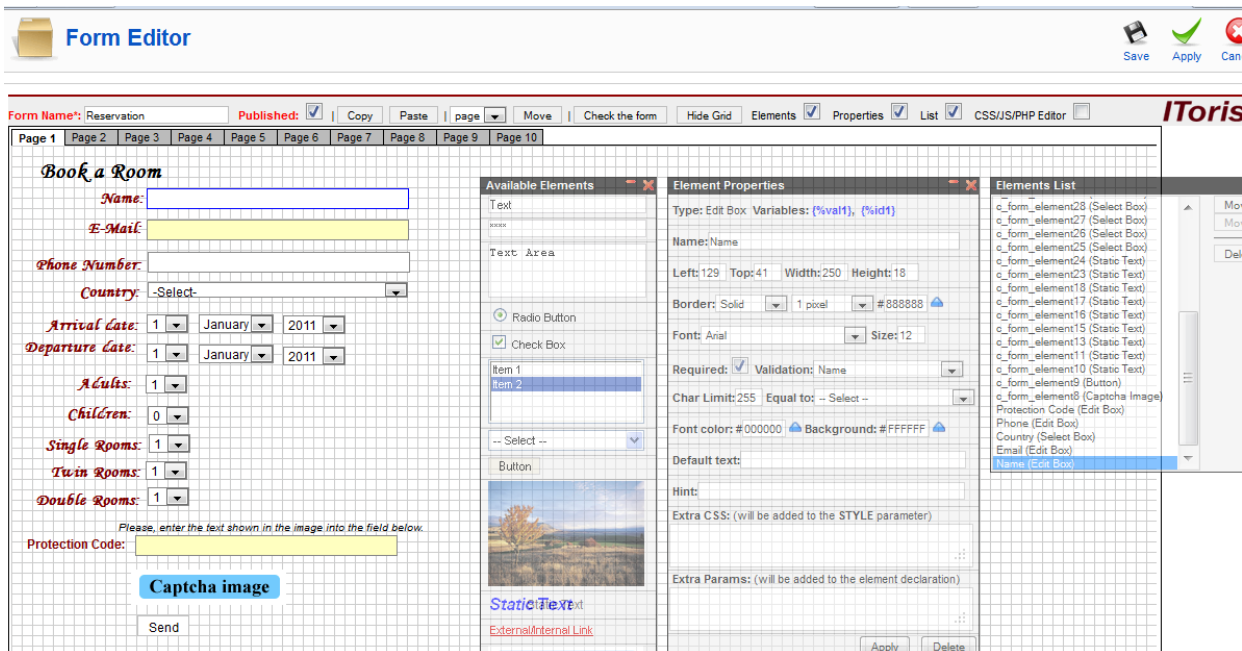 Form Editor
Save Apply
Form Name*: Reservation Published: | Copy Paste | page Move | Check the form Hide Grid Elements Properties List CSS/JS/PHP Editor
Page 1 Page 2 Page 3 Page 4 Page 5 Page 6 Page 7 Page 8 Page 9 Page 10
Book a Room
Name:
E-Mail:
Phone Number:
Country: -Select-
Arrival date: 1 January 2011
Departure date: 1 January 2011
Adults: 1
Children: 0
Single Rooms: 1
Twin Rooms: 1
Double Rooms: 1
Please, enter the text shown in the image into the field below.
Protection Code:
Captcha image
Send
Available Elements
Text
****
Text Area
Radio Button
Check Box
Item 1
Item 2
-- Select --
Button
Static Text
External/Internal Link
Element Properties
Type: Edit Box Variables: {%val1}, {%id1}
Name: Name
Left: 129 Top: 41 Width: 250 Height: 18
Border: Solid 1 pixel #888888
Font: Arial Size: 12
Required: Validation: Name
Char Limit: 255 Equal to: -- Select --
Font color: #000000 Background: #FFFFFF
Default text:
Hint:
Extra CSS: (will be added to the STYLE parameter)
Extra Params: (will be added to the element declaration)
Apply Delete
Elements List
c_form_element28 (Select Box)
c_form_element27 (Select Box)
c_form_element26 (Select Box)
c_form_element25 (Select Box)
c_form_element24 (Static Text)
c_form_element23 (Static Text)
c_form_element18 (Static Text)
c_form_element17 (Static Text)
c_form_element16 (Static Text)
c_form_element15 (Static Text)
c_form_element13 (Static Text)
c_form_element11 (Static Text)
c_form_element10 (Static Text)
c_form_element9 (Button)
c_form_element8 (Captcha Image)
Protection Code (Edit Box)
Phone (Edit Box)
Country (Select Box)
Email (Edit Box)
Name (Edit Box)